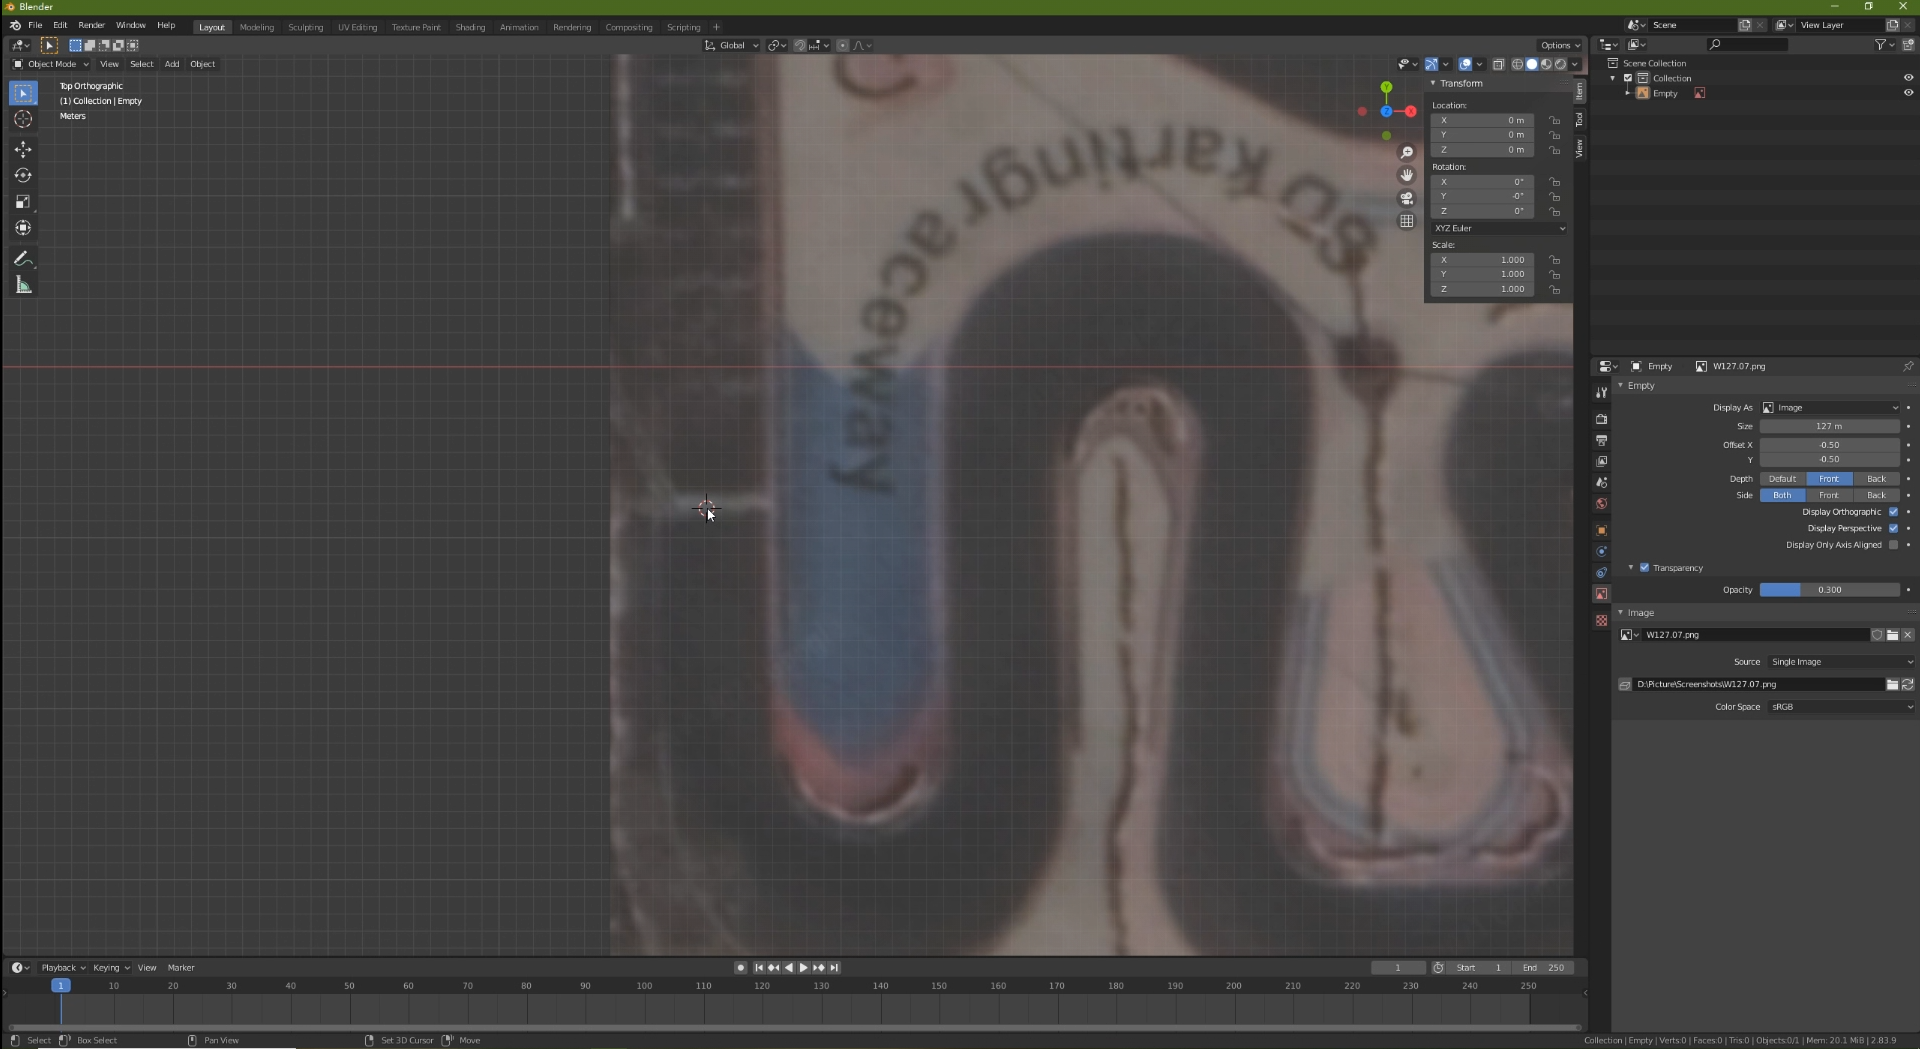 Blender
File Edit Render Window Help Layout Modeling Sculpting UV Editing Texture Paint Shading Animation Rendering Compositing Scripting + Scene View Layer
Global Options
Object Mode View Select Add Object
Top Orthographic
(1) Collection | Empty
Meters
go kartingraceway
Y
Z
X
Transform
Location:
X 0 m
Y 0 m
Z 0 m
Rotation:
X 0°
Y -0°
Z 0°
XYZ Euler
Scale:
X 1.000
Y 1.000
Z 1.000
Item
Tool
View
Scene Collection
Collection
Empty
Empty W127.07.png
Empty
Display As Image
Size 127 m
Offset X -0.50
Y -0.50
Depth Default Front Back
Side Both Front Back
Display Orthographic
Display Perspective
Display Only Axis Aligned
Transparency
Opacity 0.300
Image
W127.07.png
Source Single Image
D:\Picture\Screenshots\W127.07.png
Color Space sRGB
Playback Keying View Marker 1 Start 1 End 250
1 10 20 30 40 50 60 70 80 90 100 110 120 130 140 150 160 170 180 190 200 210 220 230 240 250
Select Box Select Pan View Set 3D Cursor Move Collection | Empty | Verts:0 | Faces:0 | Tris:0 | Objects:0/1 | Mem: 20.1 MiB | 2.83.9